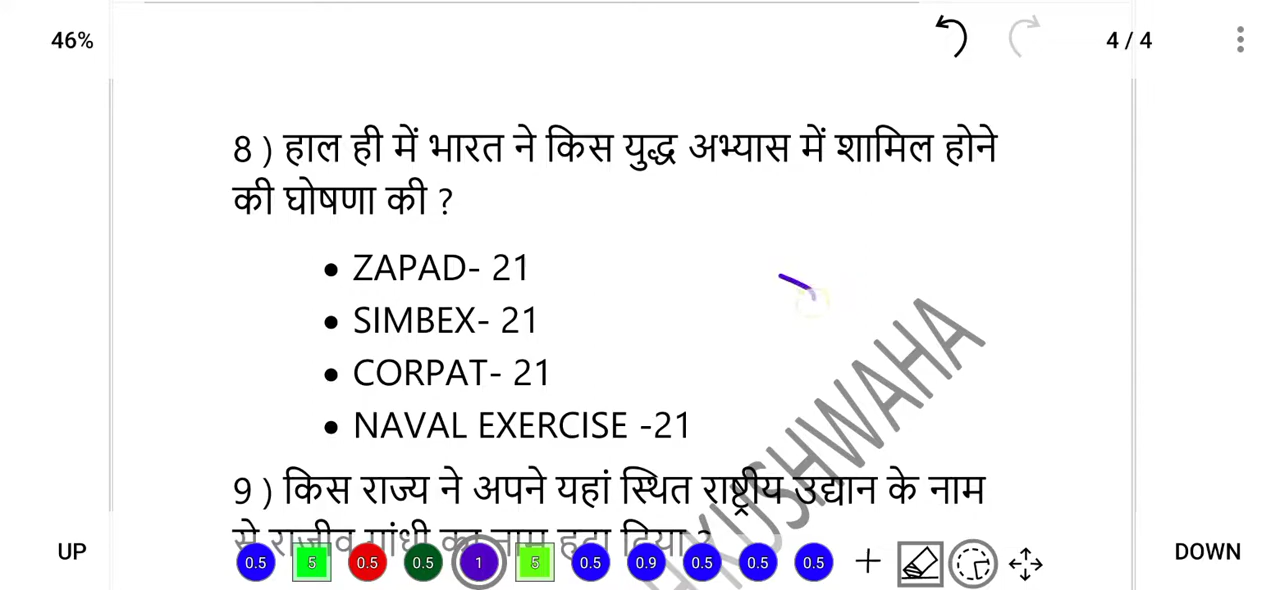 46%
4 / 4
8 ) हाल ही में भारत ने किस युद्ध अभ्यास में शामिल होने
की घोषणा की ?
• ZAPAD- 21
• SIMBEX- 21
• CORPAT- 21
• NAVAL EXERCISE -21
KUSHWAHA
9 ) किस राज्य ने अपने यहां स्थित राष्ट्रीय उद्यान के नाम
से राजीव गांधी का नाम हटा दिया ?
UP
0.5 5 0.5 0.5 1 5 0.5 0.9 0.5 0.5 0.5
DOWN